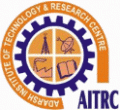 ADARSH INSTITUTE OF TECHNOLOGY & RESEARCH CENTRE
AITRC